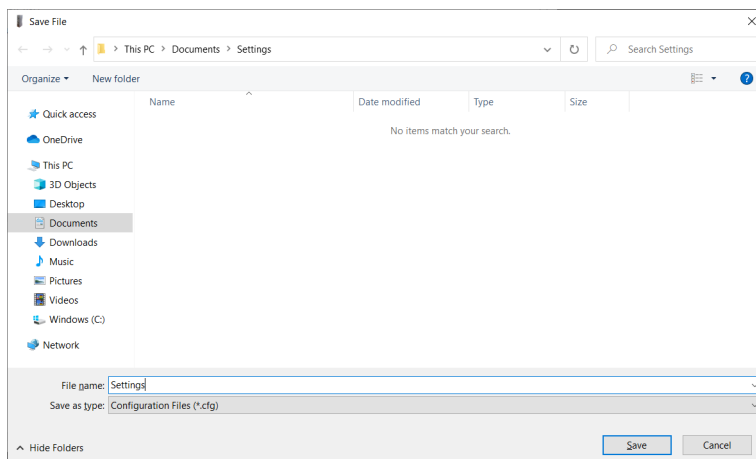 Save File
This PC > Documents > Settings
Search Settings
Organize New folder
Name Date modified Type Size
No items match your search.
Quick access
OneDrive
This PC
3D Objects
Desktop
Documents
Downloads
Music
Pictures
Videos
Windows (C:)
Network
File name: Settings
Save as type: Configuration Files (*.cfg)
Hide Folders Save Cancel